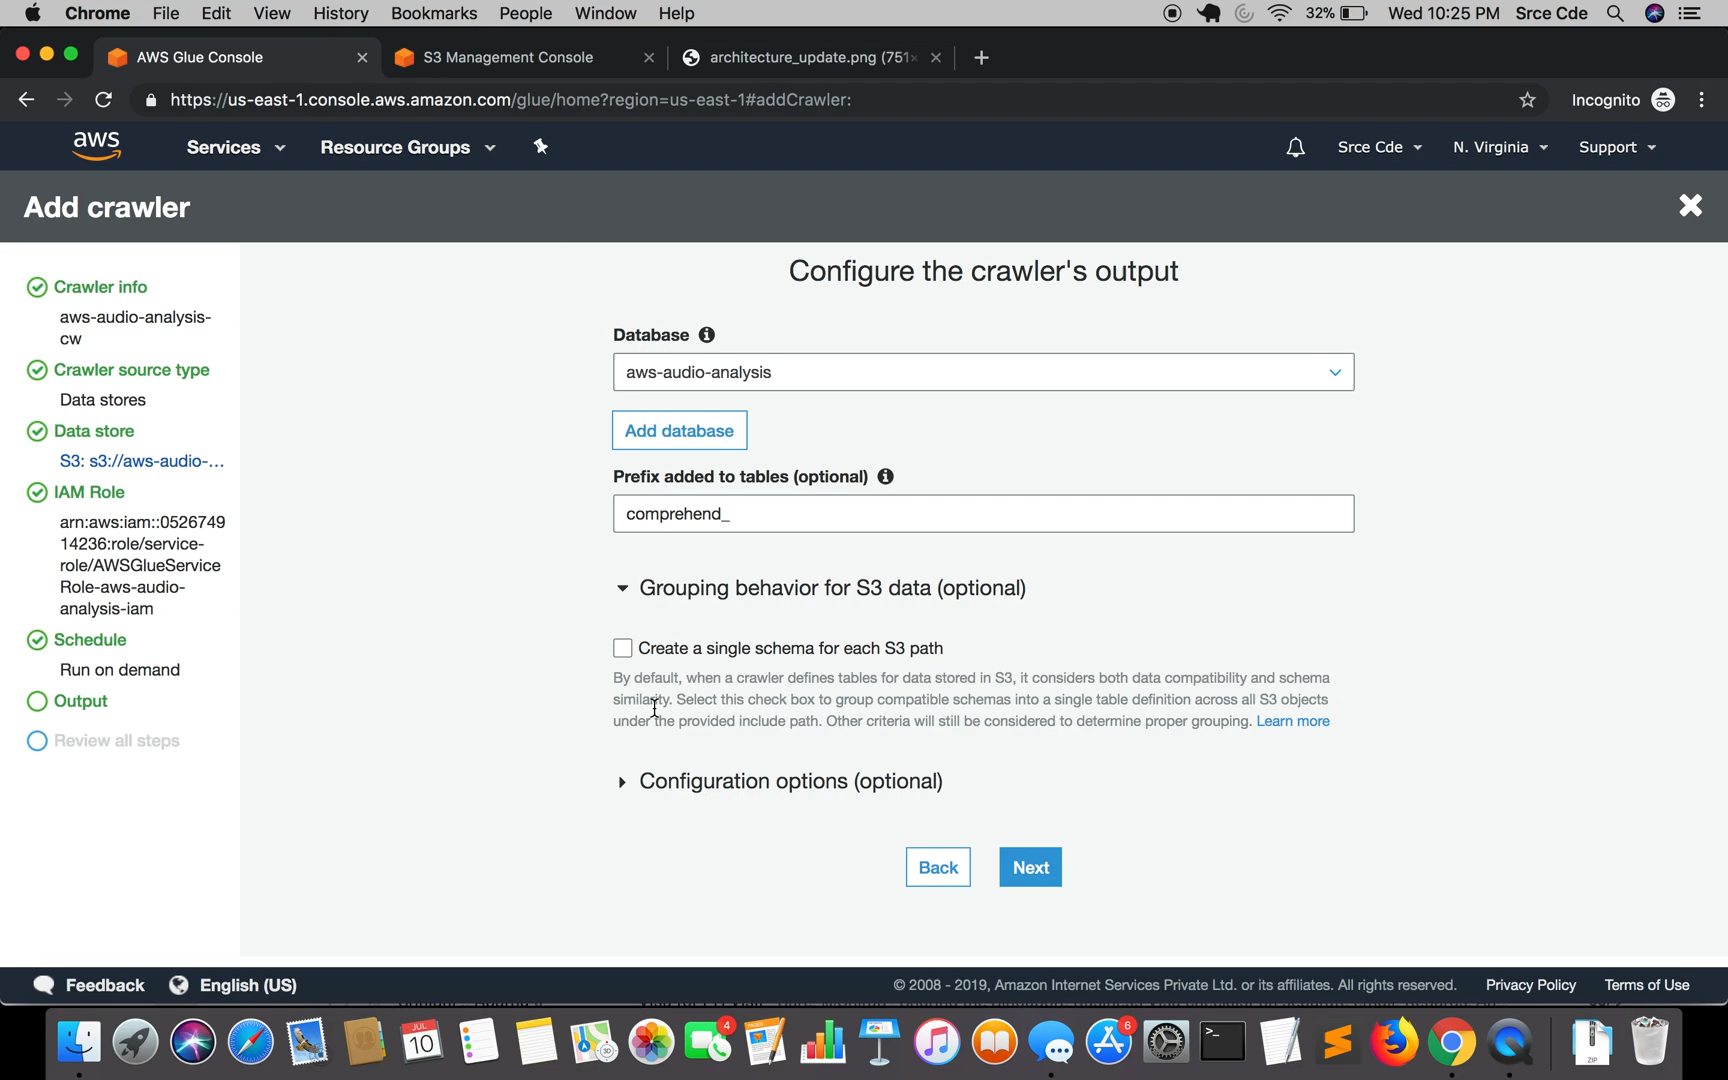 Chrome File Edit View History Bookmarks People Window Help 32% Wed 10:25 PM Srce Cde
AWS Glue Console S3 Management Console architecture_update.png (751×
https://us-east-1.console.aws.amazon.com/glue/home?region=us-east-1#addCrawler: Incognito
aws Services Resource Groups Srce Cde N. Virginia Support
Add crawler
Crawler info
aws-audio-analysis-
cw
Crawler source type
Data stores
Data store
S3: s3://aws-audio-...
IAM Role
arn:aws:iam::0526749
14236:role/service-
role/AWSGlueService
Role-aws-audio-
analysis-iam
Schedule
Run on demand
Output
Review all steps
Configure the crawler's output
Database
aws-audio-analysis
Add database
Prefix added to tables (optional)
comprehend_
Grouping behavior for S3 data (optional)
Create a single schema for each S3 path
By default, when a crawler defines tables for data stored in S3, it considers both data compatibility and schema
similarity. Select this check box to group compatible schemas into a single table definition across all S3 objects
under the provided include path. Other criteria will still be considered to determine proper grouping. Learn more
Configuration options (optional)
Back Next
Feedback English (US) © 2008 - 2019, Amazon Internet Services Private Ltd. or its affiliates. All rights reserved. Privacy Policy Terms of Use
JUL
10
3D
4
6
>_
ZIP